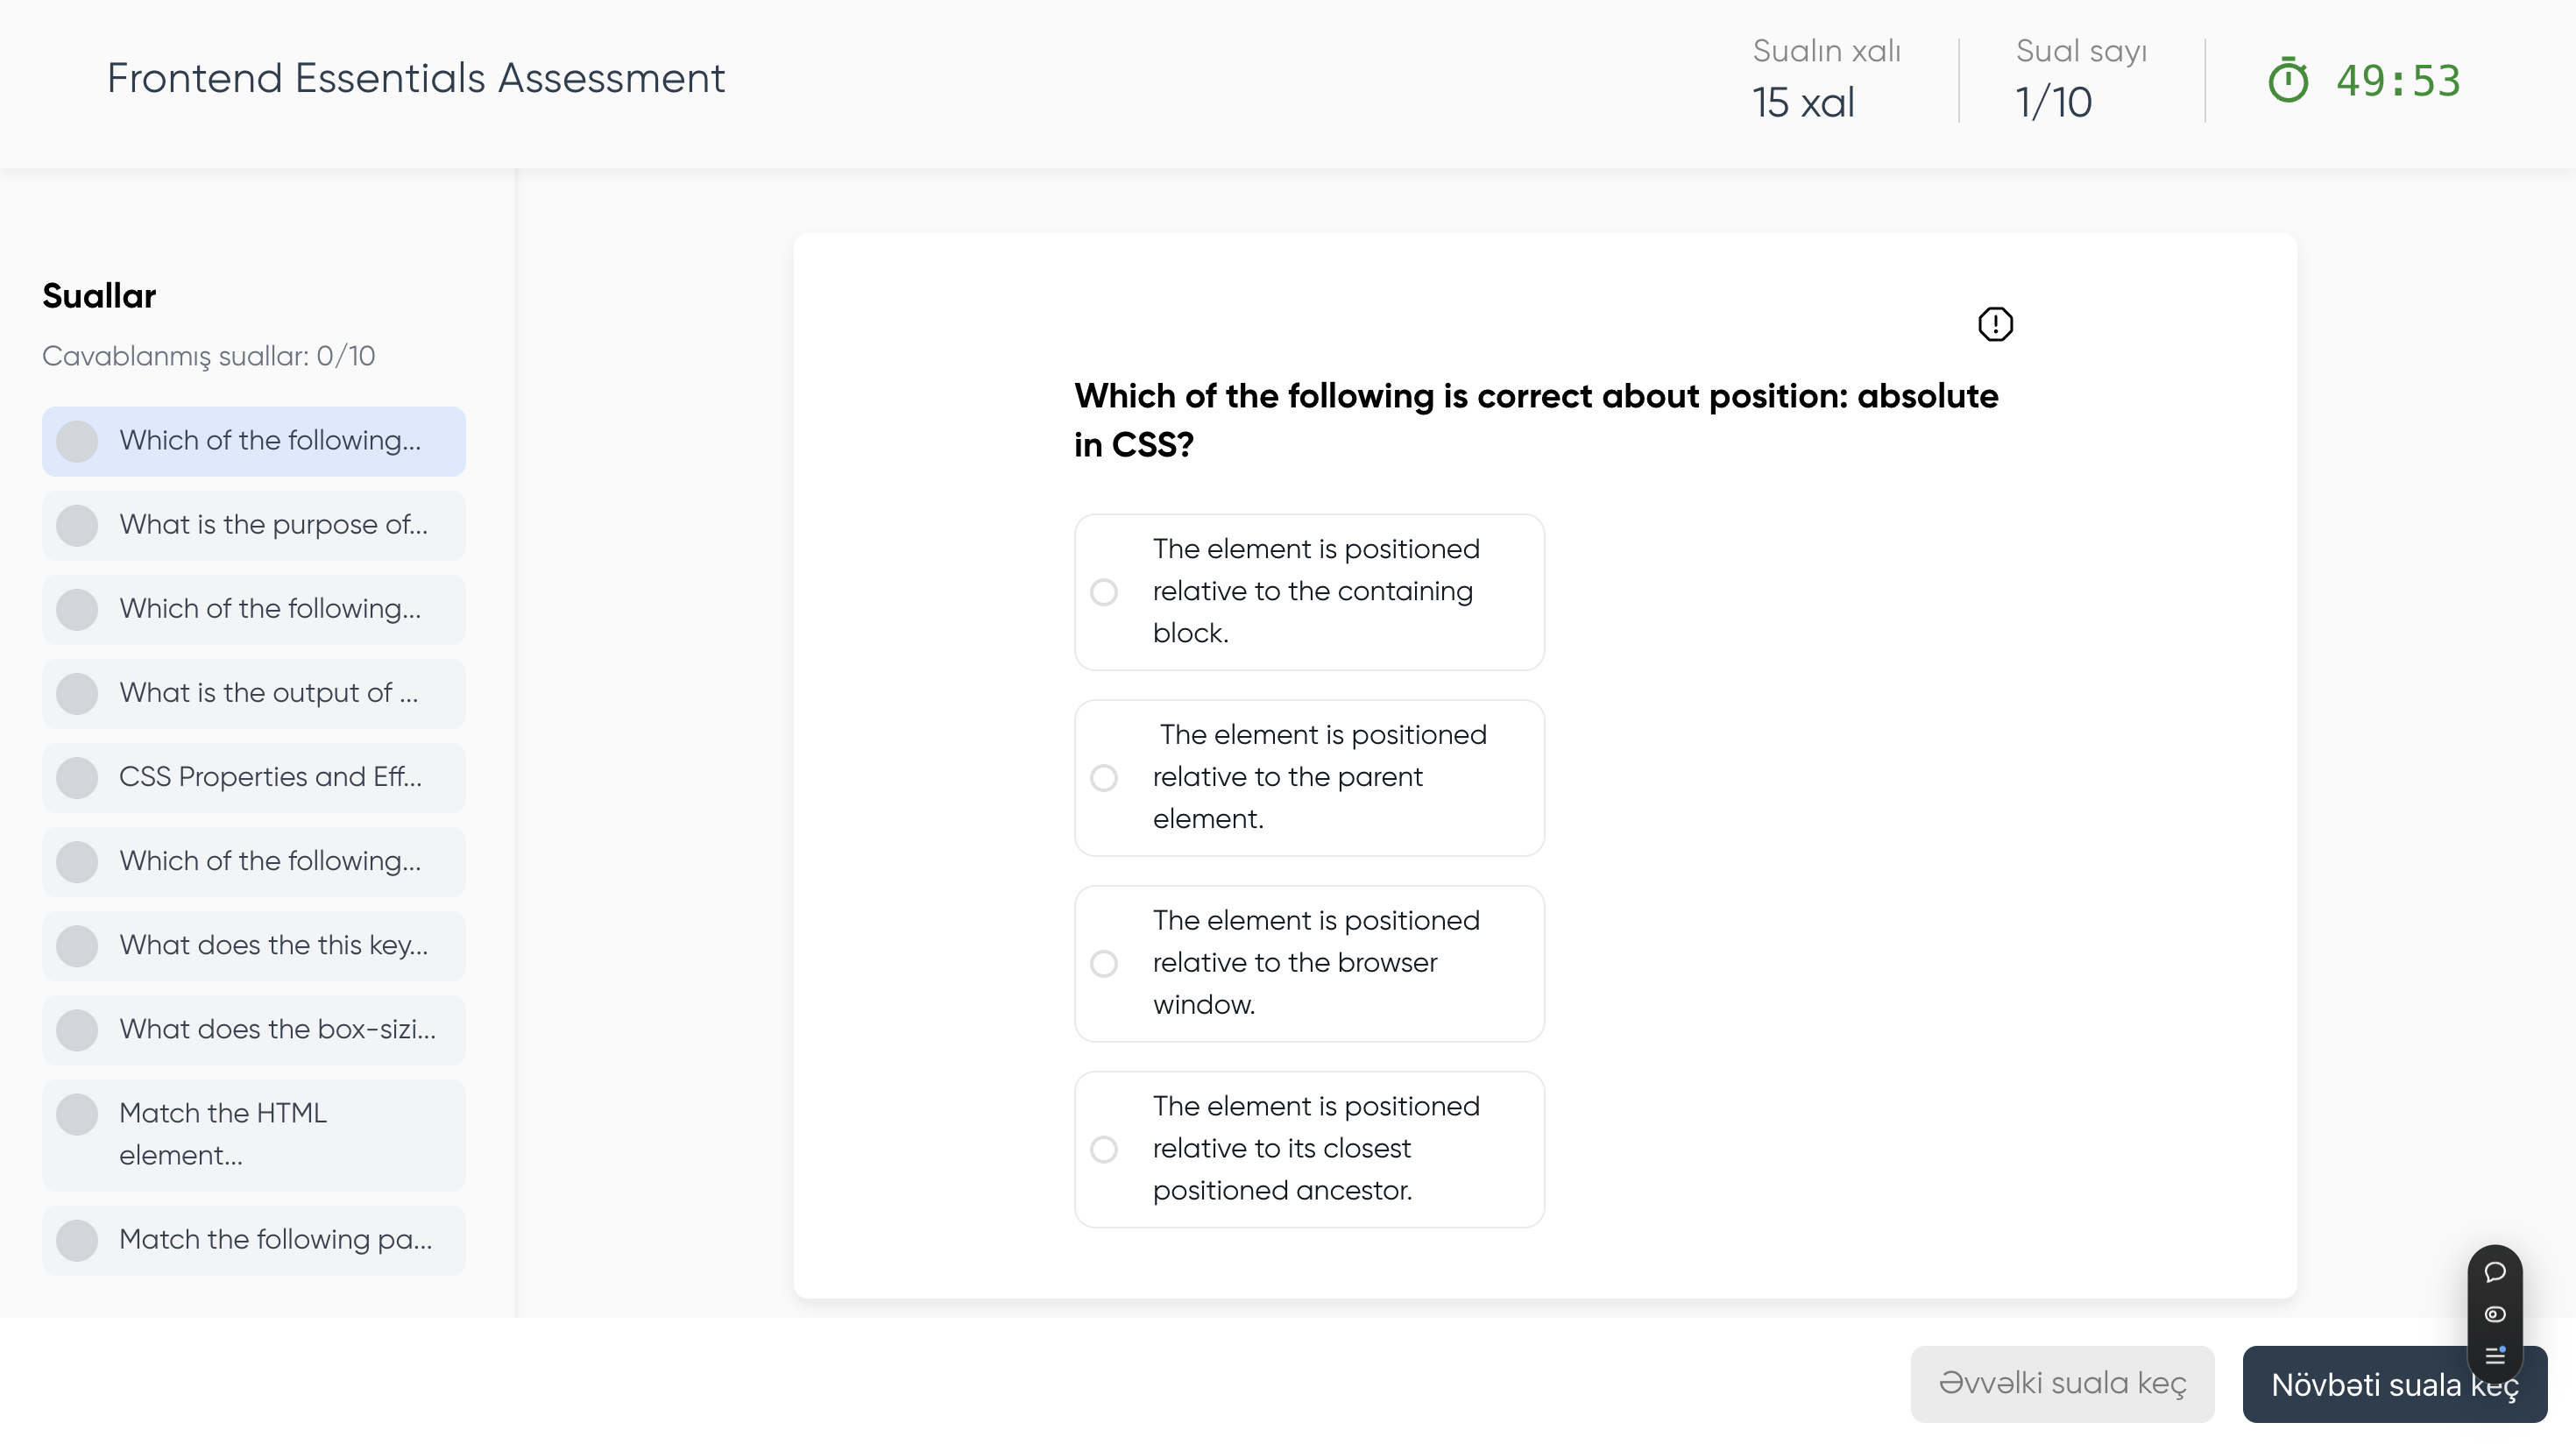 Frontend Essentials Assessment
Sualın xalı
15 xal
Sual sayı
1/10
49:53
Suallar
Cavablanmış suallar: 0/10
Which of the following...
What is the purpose of...
Which of the following...
What is the output of ...
CSS Properties and Eff...
Which of the following...
What does the this key...
What does the box-sizi...
Match the HTML
element...
Match the following pa...
Which of the following is correct about position: absolute
in CSS?
The element is positioned
relative to the containing
block.
The element is positioned
relative to the parent
element.
The element is positioned
relative to the browser
window.
The element is positioned
relative to its closest
positioned ancestor.
Əvvəlki suala keç
Növbəti suala keç